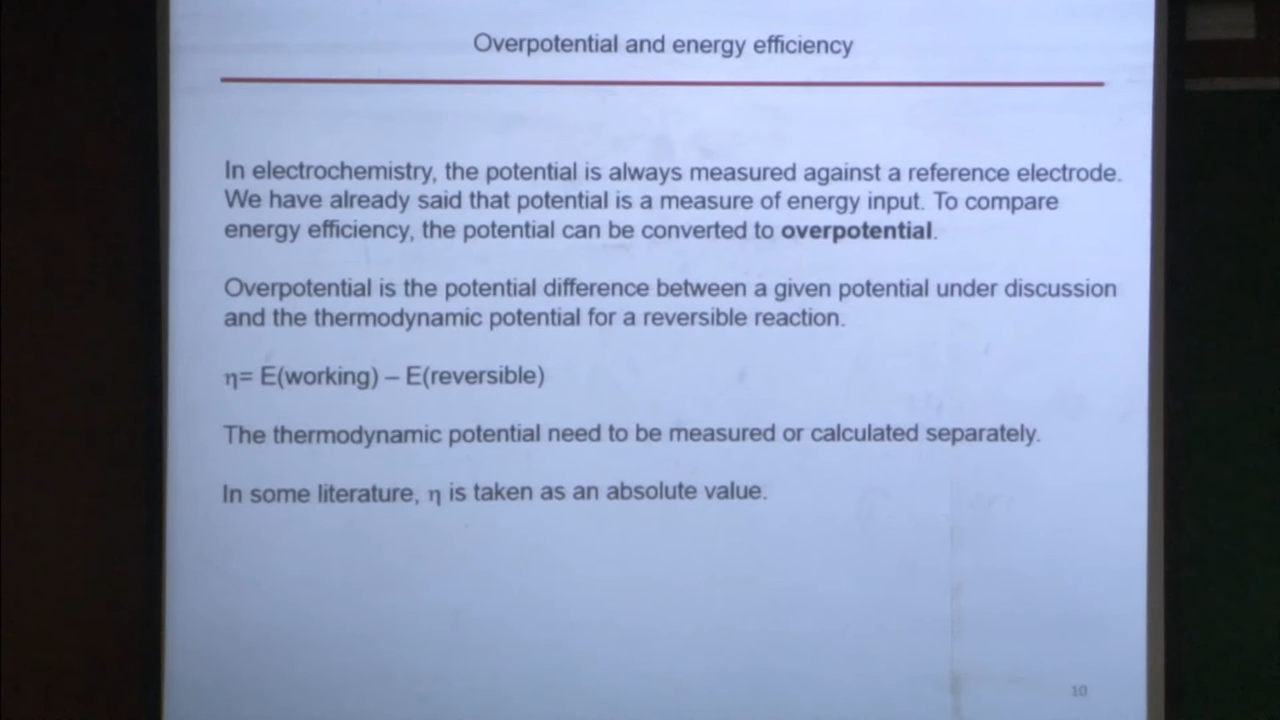 Overpotential and energy efficiency
In electrochemistry, the potential is always measured against a reference electrode.
We have already said that potential is a measure of energy input. To compare
energy efficiency, the potential can be converted to overpotential.
Overpotential is the potential difference between a given potential under discussion
and the thermodynamic potential for a reversible reaction.
η= E(working) – E(reversible)
The thermodynamic potential need to be measured or calculated separately.
In some literature, η is taken as an absolute value.
10